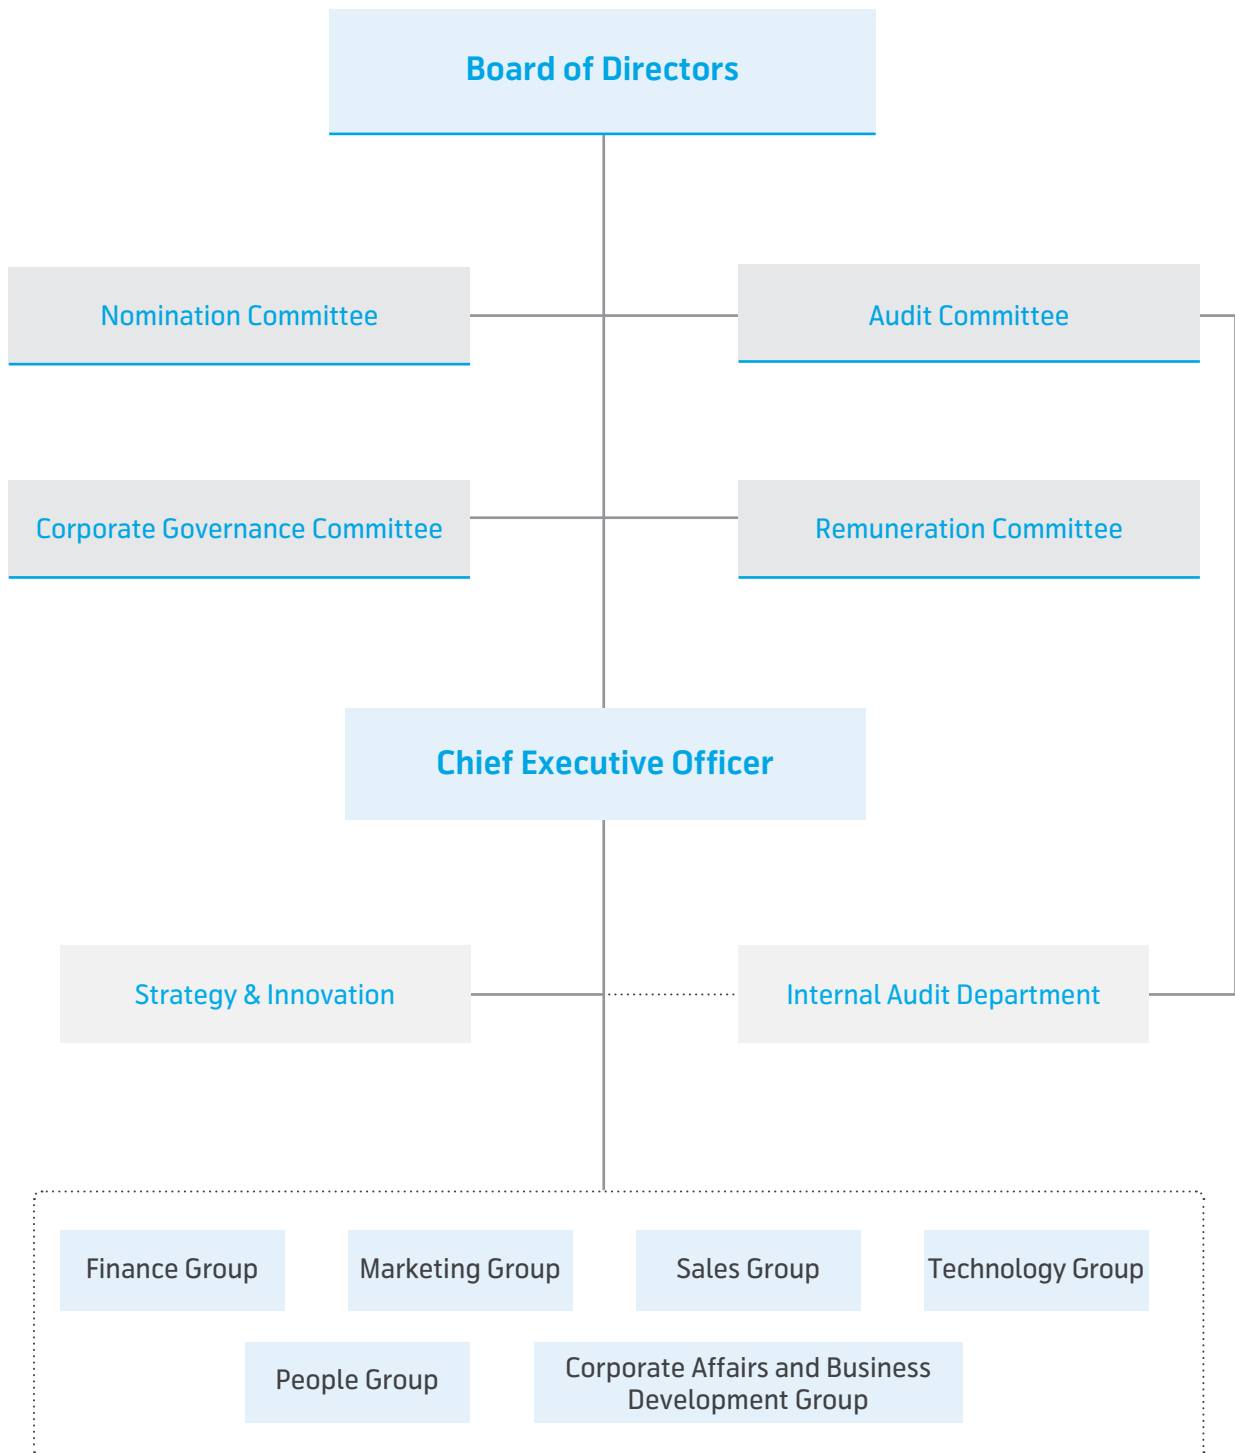 Board of Directors
Nomination Committee
Audit Committee
Corporate Governance Committee
Remuneration Committee
Chief Executive Officer
Strategy & Innovation
Internal Audit Department
Finance Group
Marketing Group
Sales Group
Technology Group
People Group
Corporate Affairs and Business
Development Group